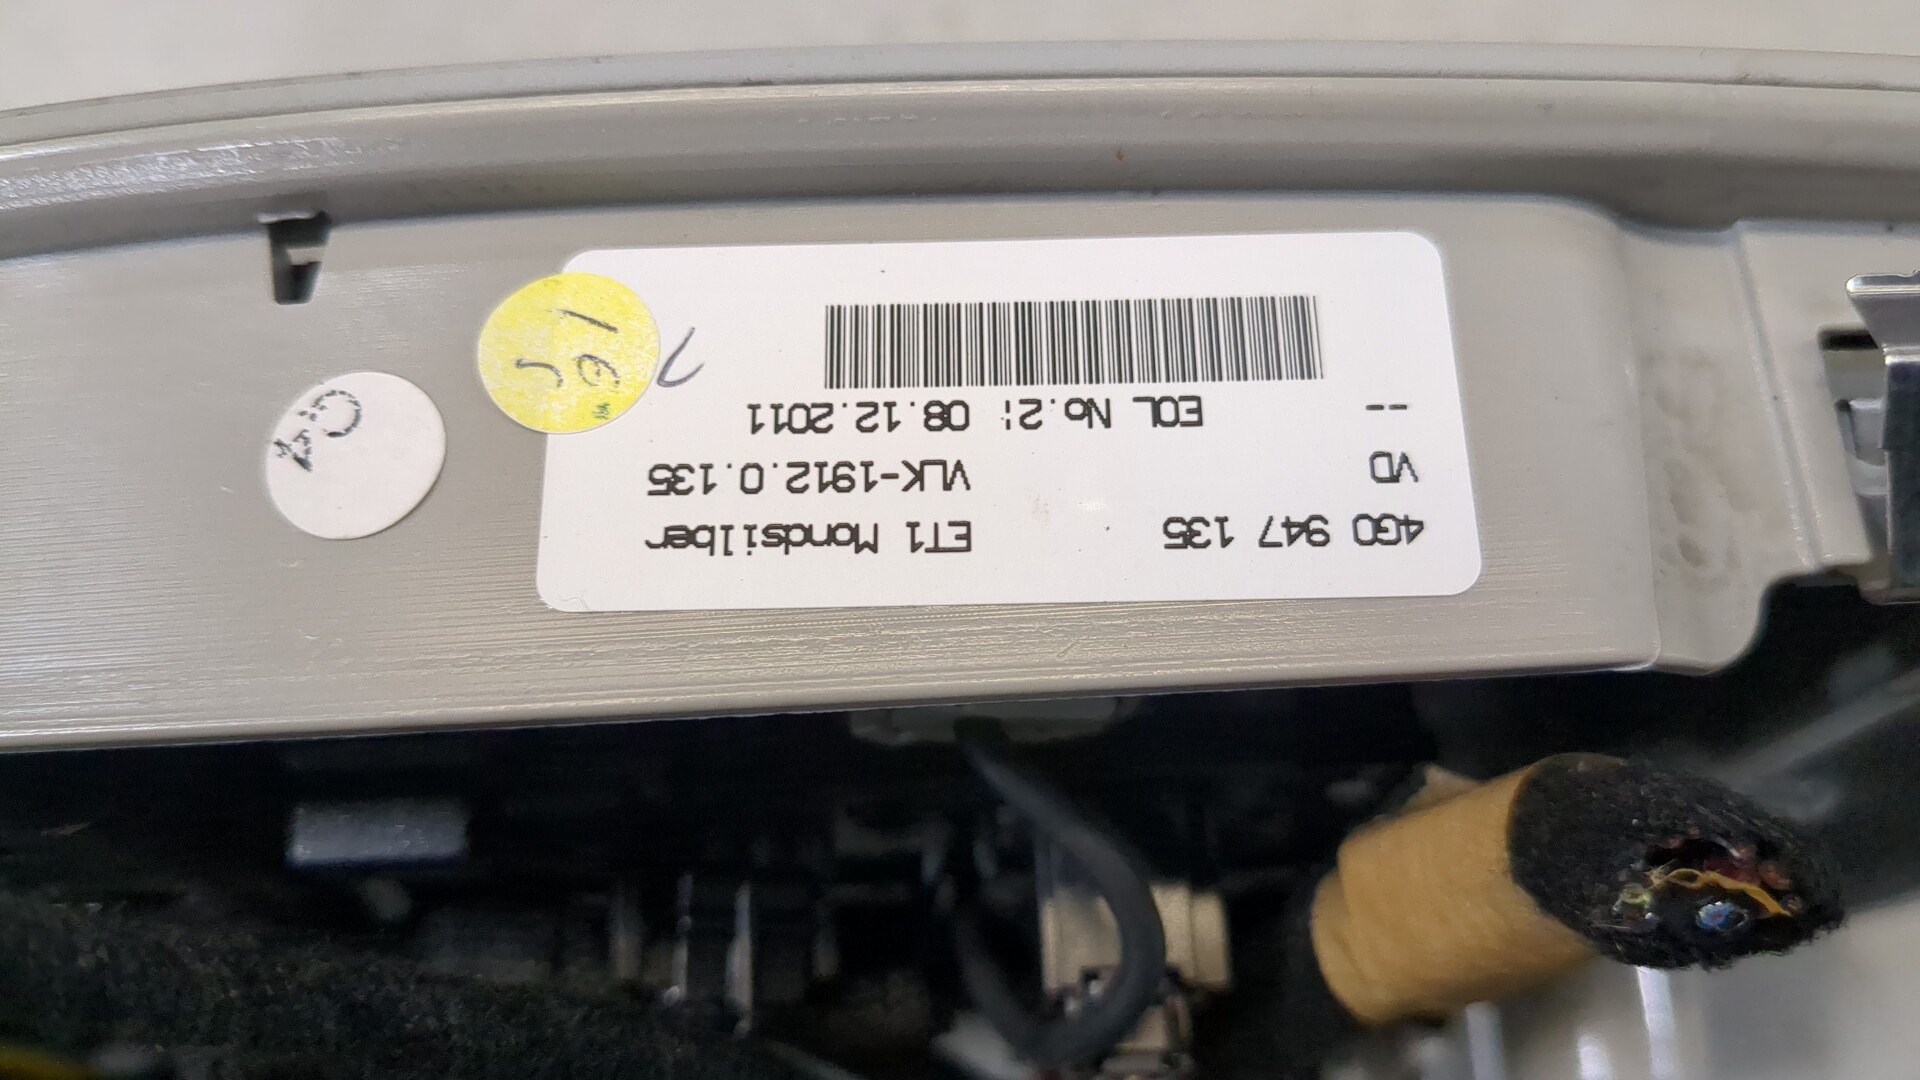 4G0 947 135 ET1 Mondsilber
VD VLK-1912.0.135
-- EOL No.2: 08.12.2011